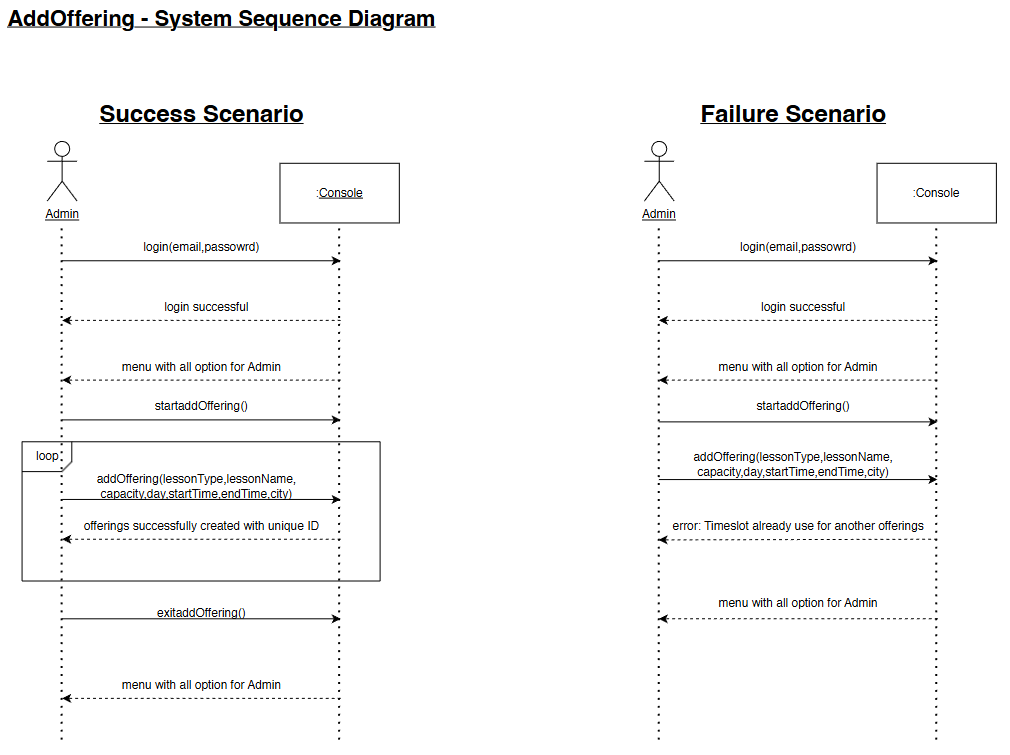 AddOffering - System Sequence Diagram
Success Scenario
Admin
:Console
login(email,passowrd)
login successful
menu with all option for Admin
startaddOffering()
loop
addOffering(lessonType,lessonName,
capacity,day,startTime,endTime,city)
offerings successfully created with unique ID
exitaddOffering()
menu with all option for Admin
Failure Scenario
Admin
:Console
login(email,passowrd)
login successful
menu with all option for Admin
startaddOffering()
addOffering(lessonType,lessonName,
capacity,day,startTime,endTime,city)
error: Timeslot already use for another offerings
menu with all option for Admin